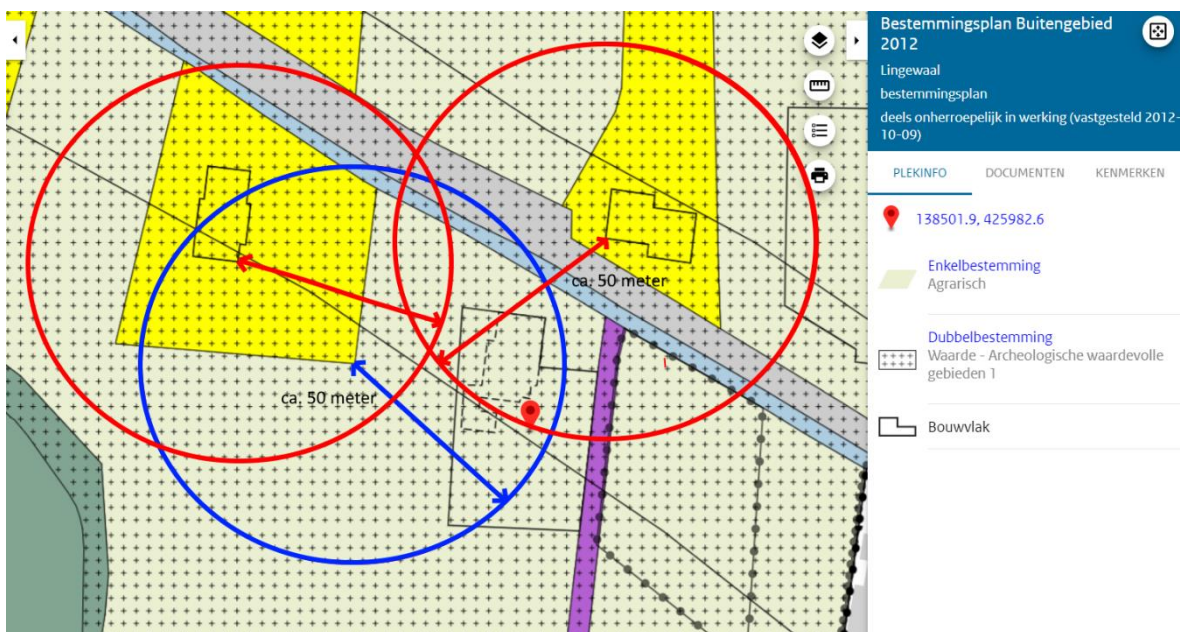 ca. 50 meter
ca. 50 meter
Bestemmingsplan Buitengebied
2012
Lingewaal
bestemmingsplan
deels onherroepelijk in werking (vastgesteld 2012-
10-09)
PLEKINFO DOCUMENTEN KENMERKEN
138501.9, 425982.6
Enkelbestemming
Agrarisch
Dubbelbestemming
Waarde - Archeologische waardevolle
gebieden 1
Bouwvlak